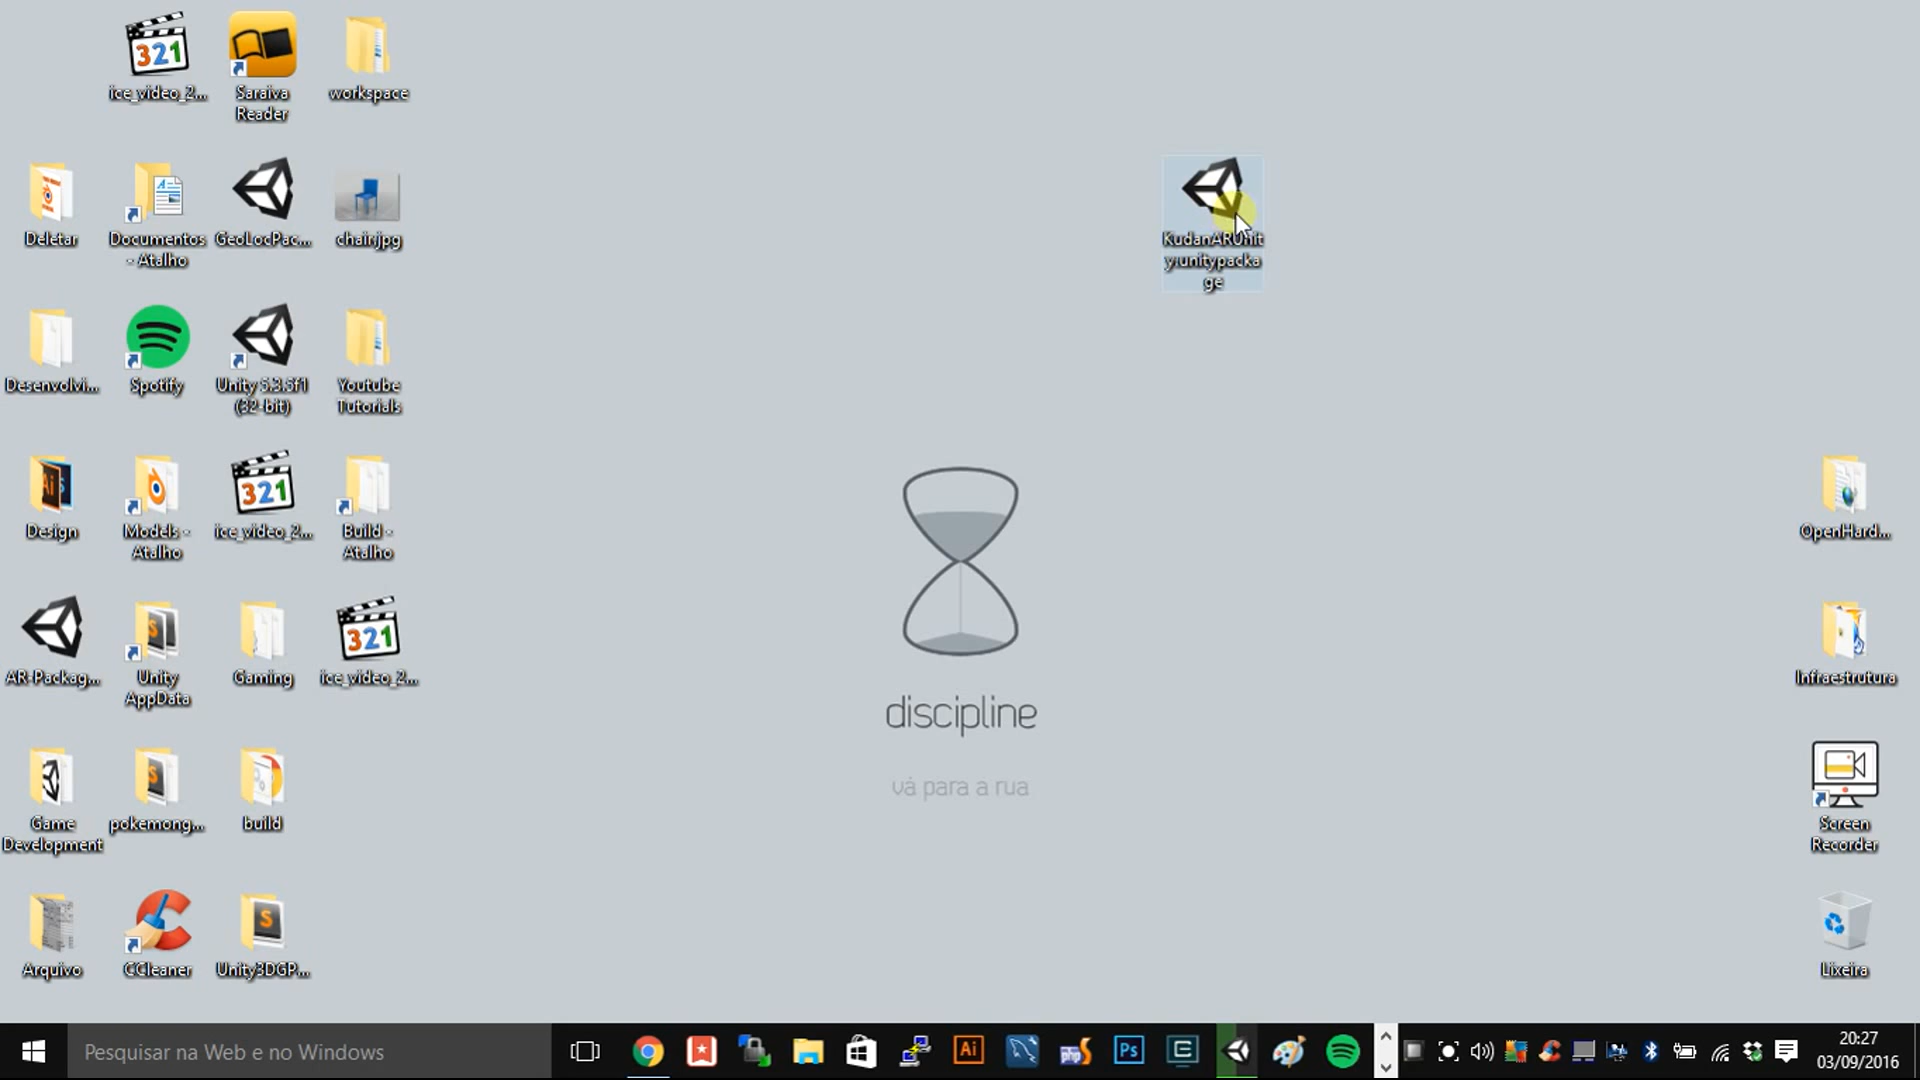 ice_video_2...
Saraiva
Reader
workspace
Deletar
Documentos
- Atalho
GeoLocPac...
chair.jpg
KudanARUnit
y.unitypacka
ge
Desenvolvi...
Spotify
Unity 5.3.5f1
(32-bit)
Youtube
Tutorials
Design
Models -
Atalho
ice_video_2...
Build -
Atalho
OpenHard...
AR-Packag...
Unity
AppData
Gaming
ice_video_2...
Infraestrutura
discipline
vá para a rua
Game
Development
pokemong...
build
Screen
Recorder
Arquivo
CCleaner
Unity3DGP...
Lixeira
Pesquisar na Web e no Windows
20:27
03/09/2016